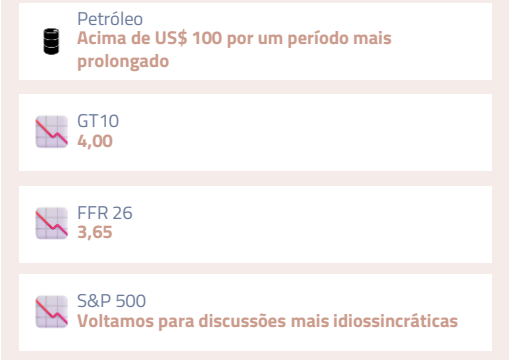 Petróleo
Acima de US$ 100 por um período mais
prolongado
GT10
4,00
FFR 26
3,65
S&P 500
Voltamos para discussões mais idiossincráticas